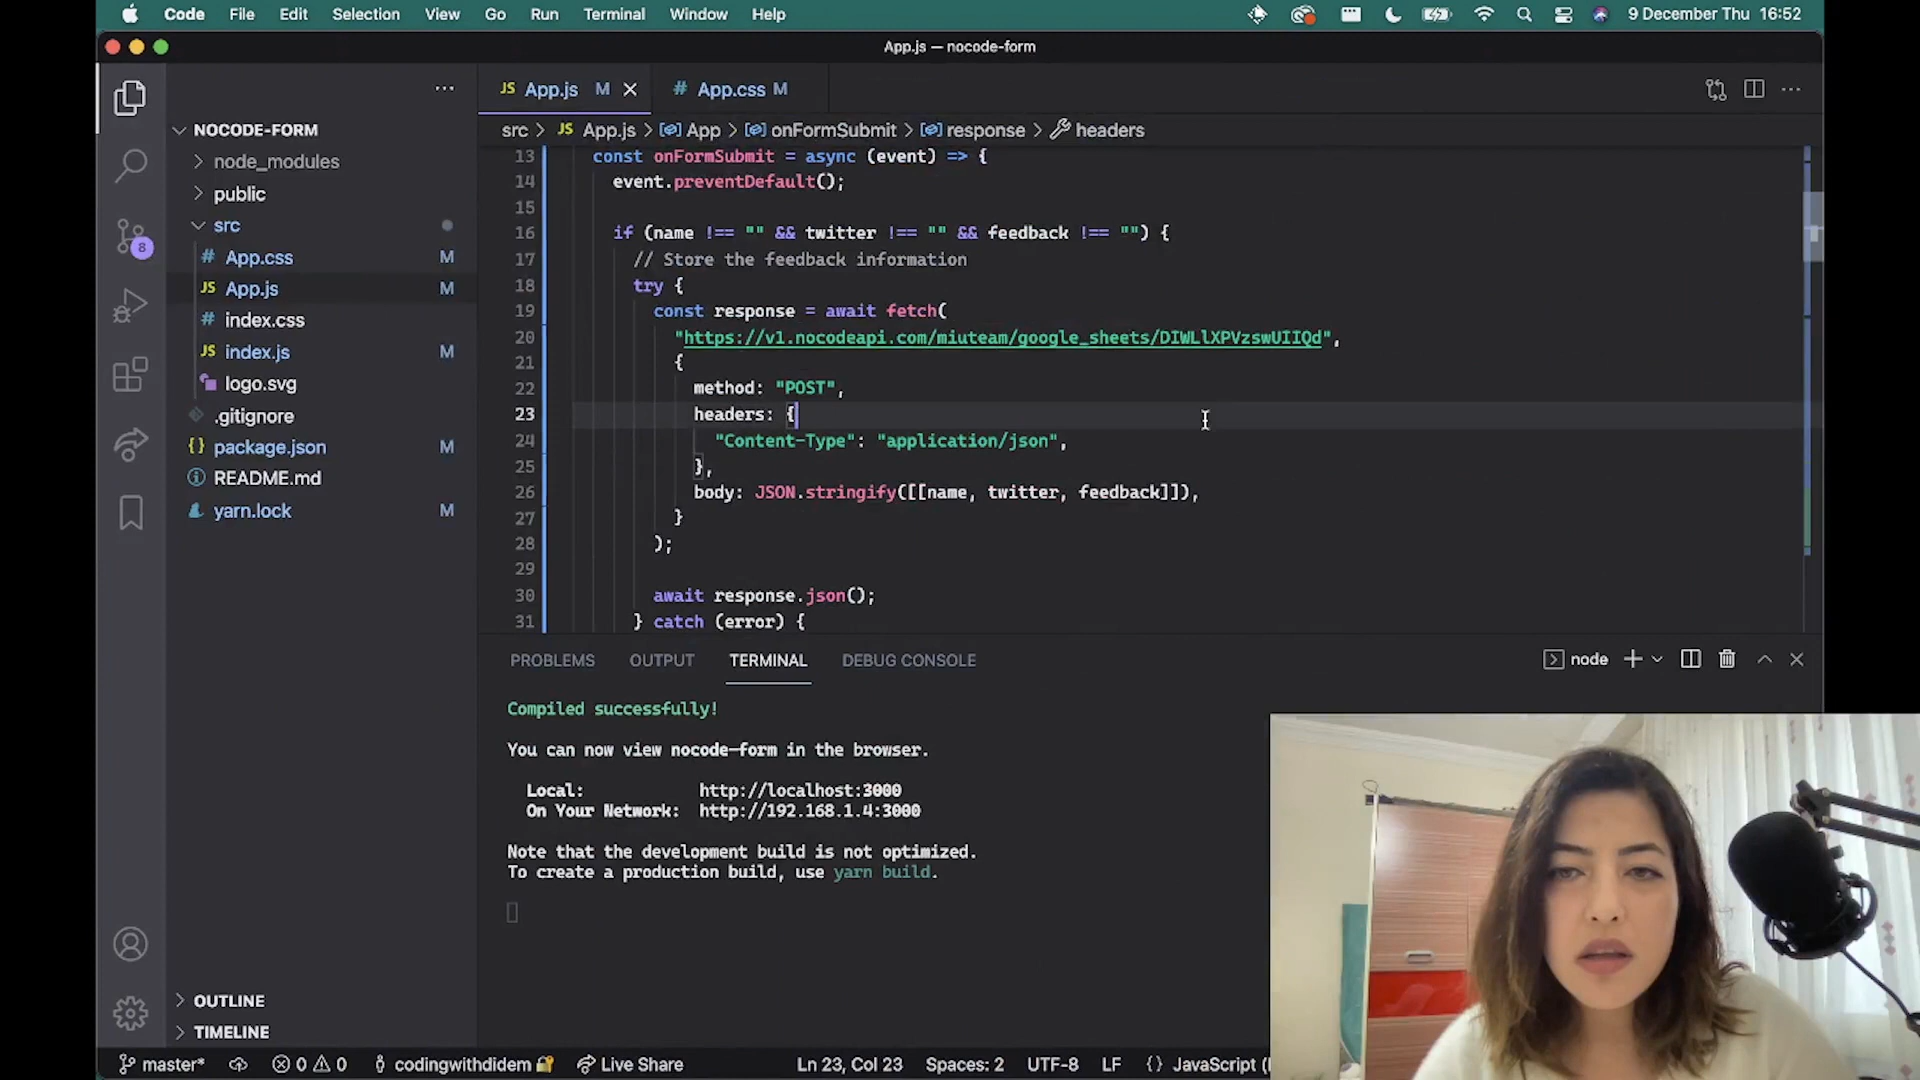 Code File Edit Selection View Go Run Terminal Window Help 9 December Thu 16:52
App.js — nocode-form
JS App.js M # App.css M
src > JS App.js > App > onFormSubmit > response > headers
NOCODE-FORM
node_modules
public
src
# App.css M
JS App.js M
# index.css
JS index.js M
logo.svg
.gitignore
{} package.json M
README.md
yarn.lock M
8
OUTLINE
TIMELINE
13 const onFormSubmit = async (event) => {
14 event.preventDefault();
15
16 if (name !== "" && twitter !== "" && feedback !== "") {
17 // Store the feedback information
18 try {
19 const response = await fetch(
20 "https://v1.nocodeapi.com/miuteam/google_sheets/DIWLlXPVzswUIIQd",
21 {
22 method: "POST",
23 headers: {
24 "Content-Type": "application/json",
25 },
26 body: JSON.stringify([[name, twitter, feedback]]),
27 }
28 );
29
30 await response.json();
31 } catch (error) {
PROBLEMS OUTPUT TERMINAL DEBUG CONSOLE node
Compiled successfully!
You can now view nocode-form in the browser.
Local: http://localhost:3000
On Your Network: http://192.168.1.4:3000
Note that the development build is not optimized.
To create a production build, use yarn build.
master* 0 0 codingwithdidem Live Share Ln 23, Col 23 Spaces: 2 UTF-8 LF {} JavaScript (